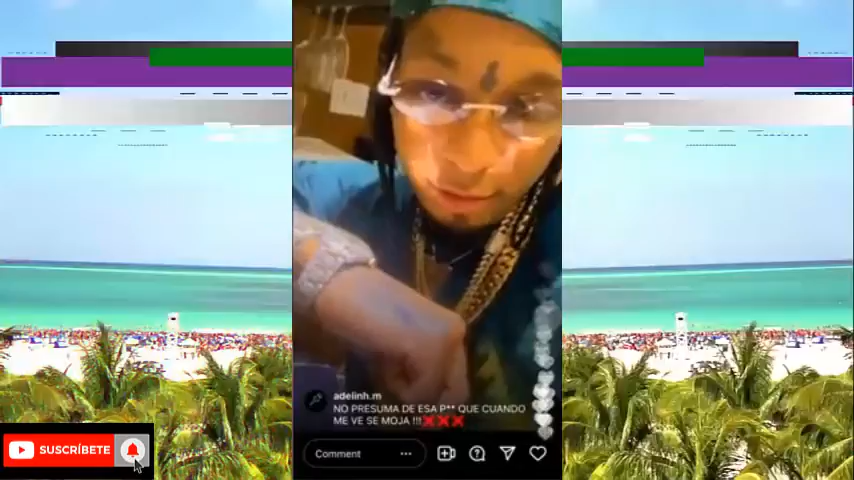 adelinh.m
NO PRESUMA DE ESA P** QUE CUANDO
ME VE SE MOJA !!!❌❌❌
Comment
SUSCRÍBETE